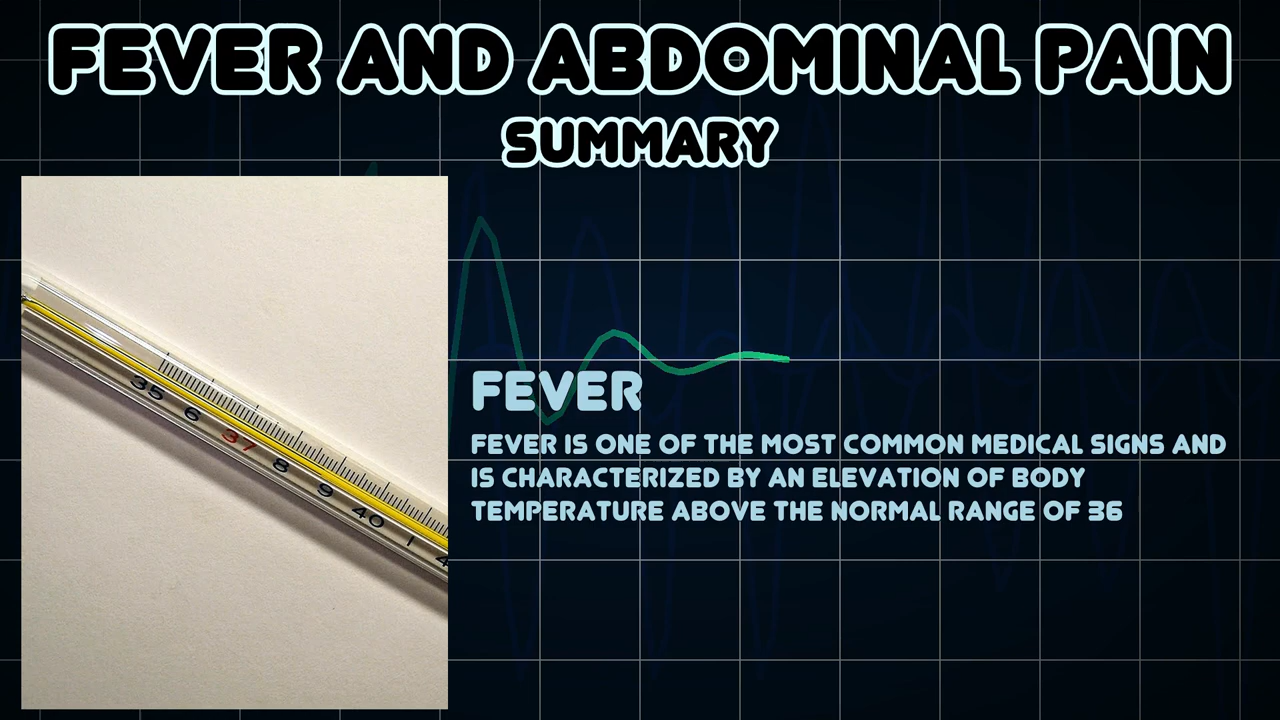 FEVER AND ABDOMINAL PAIN
SUMMARY
35 6 37 8 9 40 1
FEVER
FEVER IS ONE OF THE MOST COMMON MEDICAL SIGNS AND
IS CHARACTERIZED BY AN ELEVATION OF BODY
TEMPERATURE ABOVE THE NORMAL RANGE OF 36